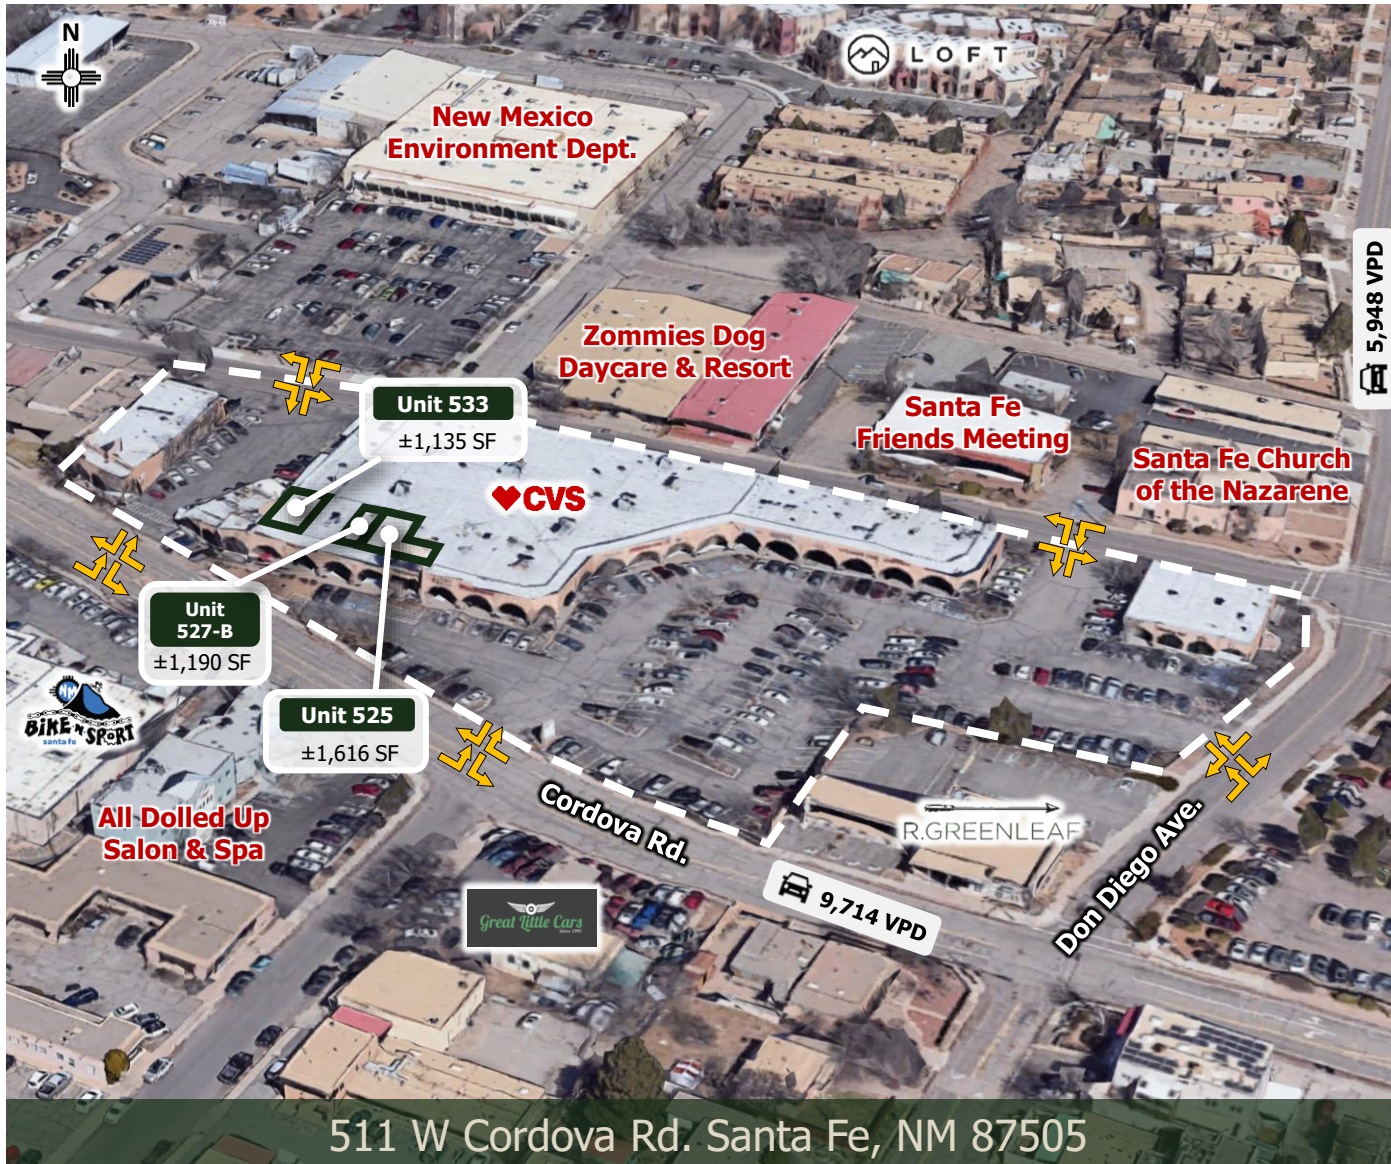 N
LOFT
New Mexico
Environment Dept.
5,948 VPD
Zommies Dog
Daycare & Resort
Unit 533
±1,135 SF
Santa Fe
Friends Meeting
Santa Fe Church
of the Nazarene
CVS
Unit
527-B
±1,190 SF
NM
BIKE N SPORT
santa fe
Unit 525
±1,616 SF
All Dolled Up
Salon & Spa
Cordova Rd.
R.GREENLEAF
Don Diego Ave.
9,714 VPD
Great Little Cars
511 W Cordova Rd. Santa Fe, NM 87505